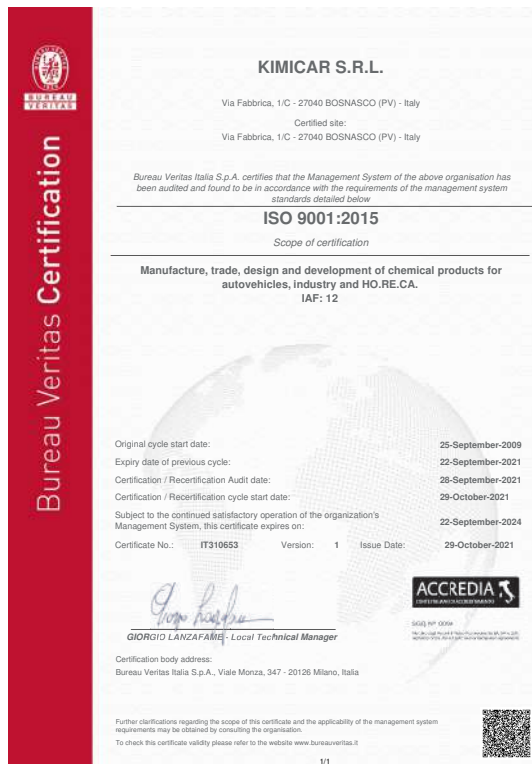 BUREAU
VERITAS
Bureau Veritas Certification
KIMICAR S.R.L.
Via Fabbrica, 1/C - 27040 BOSNASCO (PV) - Italy
Certified site:
Via Fabbrica, 1/C - 27040 BOSNASCO (PV) - Italy
Bureau Veritas Italia S.p.A. certifies that the Management System of the above organisation has
been audited and found to be in accordance with the requirements of the management system
standards detailed below
ISO 9001:2015
Scope of certification
Manufacture, trade, design and development of chemical products for
autovehicles, industry and HO.RE.CA.
IAF: 12
Original cycle start date: 25-September-2009
Expiry date of previous cycle: 22-September-2021
Certification / Recertification Audit date: 28-September-2021
Certification / Recertification cycle start date: 29-October-2021
Subject to the continued satisfactory operation of the organization's
Management System, this certificate expires on: 22-September-2024
Certificate No.: IT310653 Version: 1 Issue Date: 29-October-2021
ACCREDIA
GIORGIO LANZAFAME - Local Technical Manager
Certification body address:
Bureau Veritas Italia S.p.A., Viale Monza, 347 - 20126 Milano, Italia
Further clarifications regarding the scope of this certificate and the applicability of the management system
requirements may be obtained by consulting the organisation.
To check this certificate validity please refer to the website www.bureauveritas.it
1/1